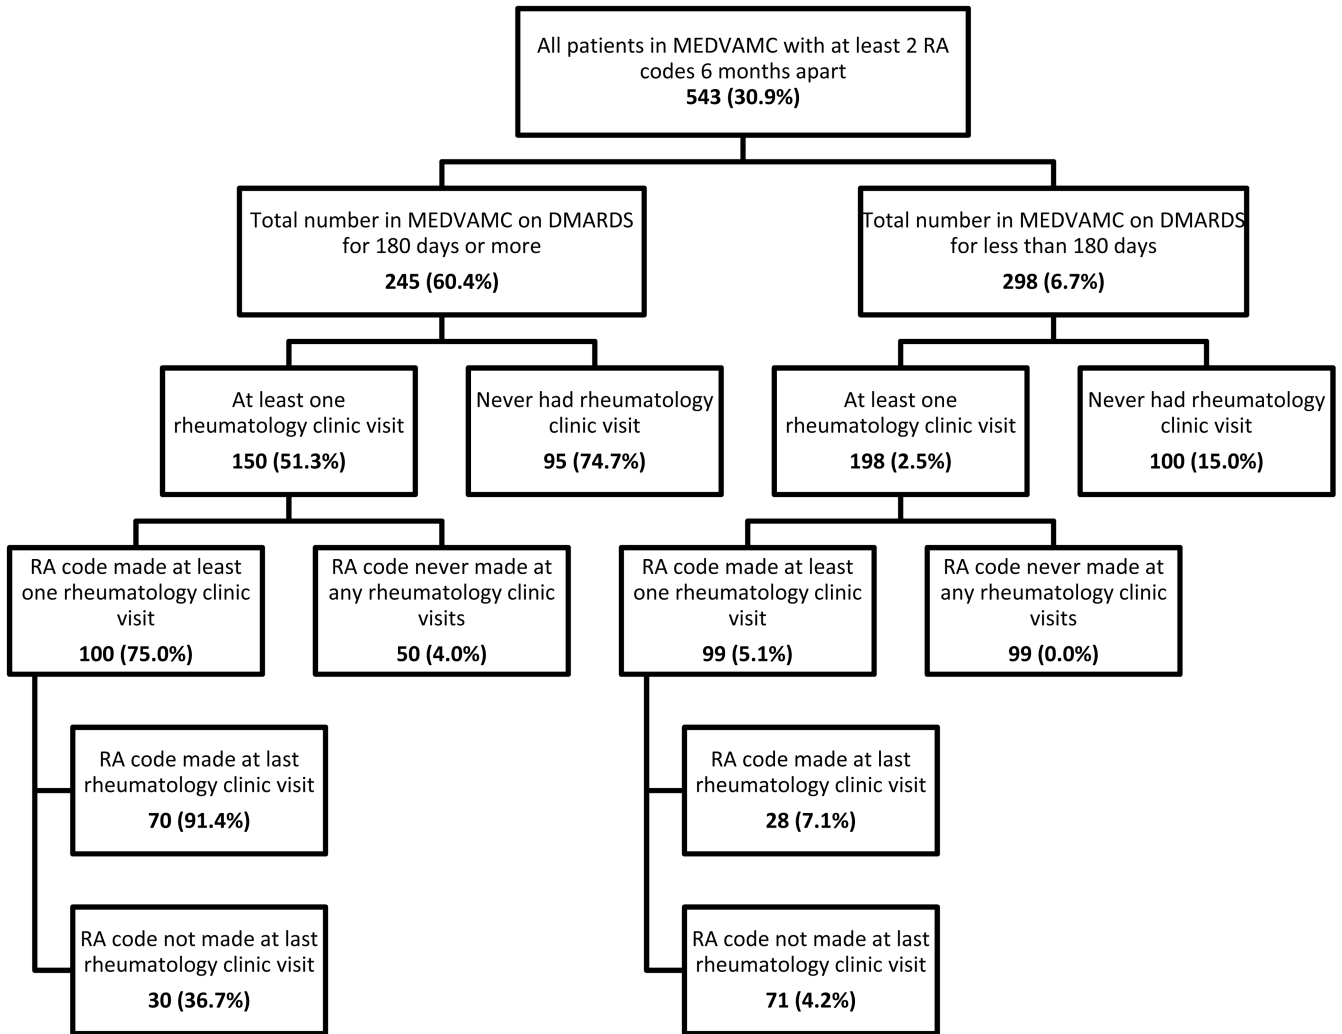 All patients in MEDVAMC with at least 2 RA
codes 6 months apart
543 (30.9%)
Total number in MEDVAMC on DMARDS
for 180 days or more
245 (60.4%)
Total number in MEDVAMC on DMARDS
for less than 180 days
298 (6.7%)
At least one
rheumatology clinic visit
150 (51.3%)
Never had rheumatology
clinic visit
95 (74.7%)
At least one
rheumatology clinic visit
198 (2.5%)
Never had rheumatology
clinic visit
100 (15.0%)
RA code made at least
one rheumatology clinic
visit
100 (75.0%)
RA code never made at
any rheumatology clinic
visits
50 (4.0%)
RA code made at least
one rheumatology clinic
visit
99 (5.1%)
RA code never made at
any rheumatology clinic
visits
99 (0.0%)
RA code made at last
rheumatology clinic visit
70 (91.4%)
RA code made at last
rheumatology clinic visit
28 (7.1%)
RA code not made at last
rheumatology clinic visit
30 (36.7%)
RA code not made at last
rheumatology clinic visit
71 (4.2%)